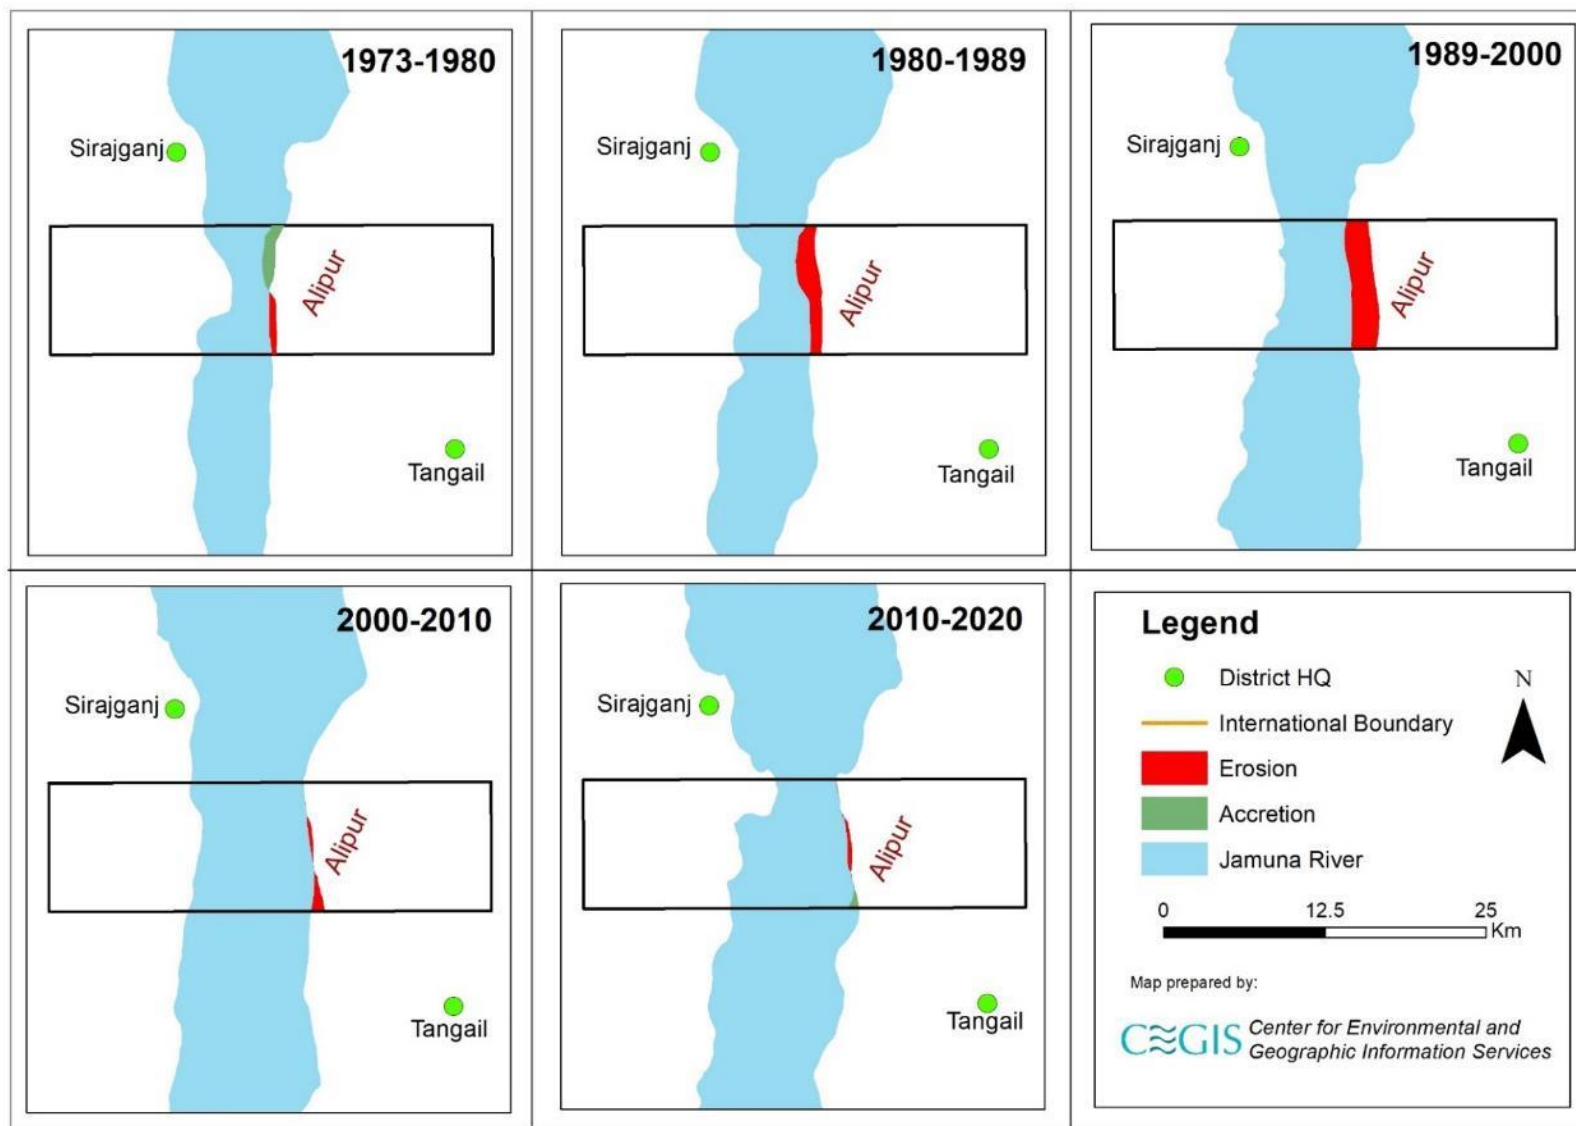 1973-1980
Sirajganj
Alipur
Tangail
1980-1989
Sirajganj
Alipur
Tangail
1989-2000
Sirajganj
Alipur
Tangail
2000-2010
Sirajganj
Alipur
Tangail
2010-2020
Sirajganj
Alipur
Tangail
Legend
District HQ
International Boundary
Erosion
Accretion
Jamuna River
N
0 12.5 25
Km
Map prepared by:
CEGIS Center for Environmental and
Geographic Information Services